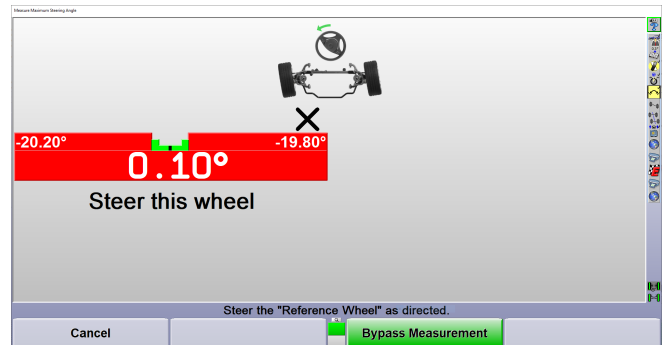 Measure Maximum Steering Angle
-20.20° -19.80°
0.10°
Steer this wheel
Steer the "Reference Wheel" as directed.
Cancel Bypass Measurement